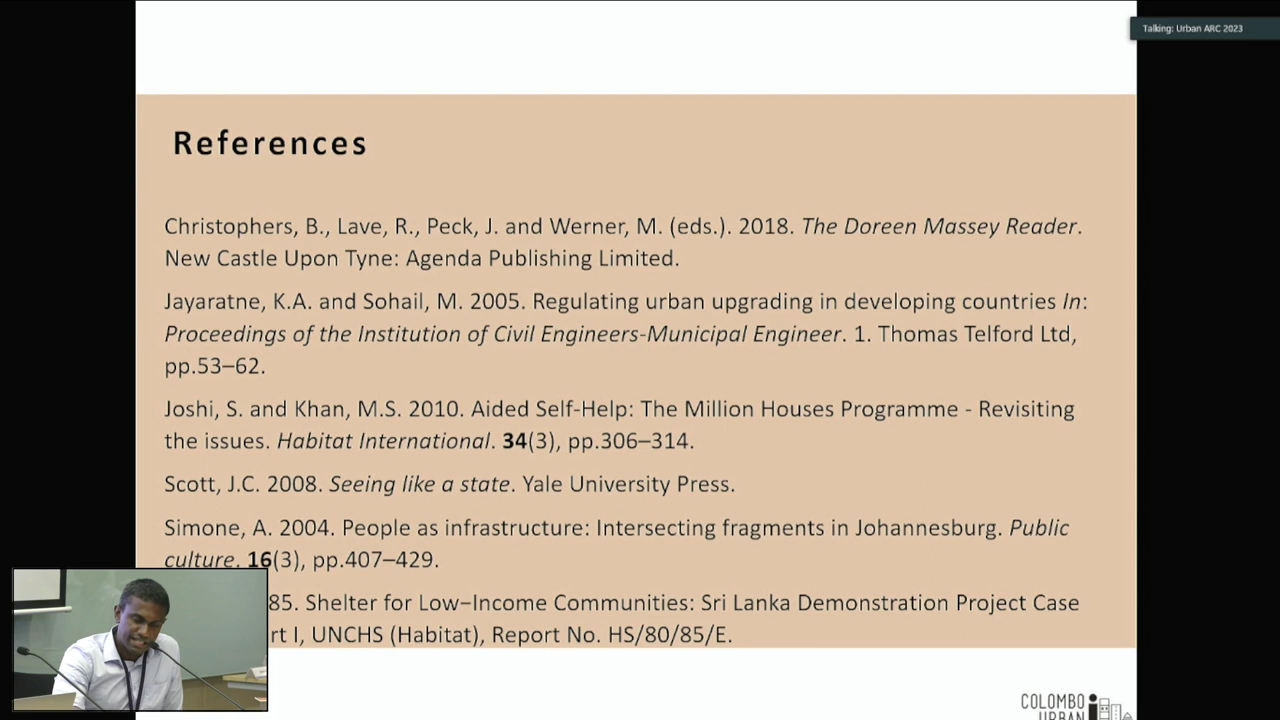 Talking: Urban ARC 2023
References
Christophers, B., Lave, R., Peck, J. and Werner, M. (eds.). 2018. The Doreen Massey Reader.
New Castle Upon Tyne: Agenda Publishing Limited.
Jayaratne, K.A. and Sohail, M. 2005. Regulating urban upgrading in developing countries In:
Proceedings of the Institution of Civil Engineers-Municipal Engineer. 1. Thomas Telford Ltd,
pp.53–62.
Joshi, S. and Khan, M.S. 2010. Aided Self-Help: The Million Houses Programme - Revisiting
the issues. Habitat International. 34(3), pp.306–314.
Scott, J.C. 2008. Seeing like a state. Yale University Press.
Simone, A. 2004. People as infrastructure: Intersecting fragments in Johannesburg. Public
culture. 16(3), pp.407–429.
85. Shelter for Low–Income Communities: Sri Lanka Demonstration Project Case
rt I, UNCHS (Habitat), Report No. HS/80/85/E.
COLOMBO
URBAN